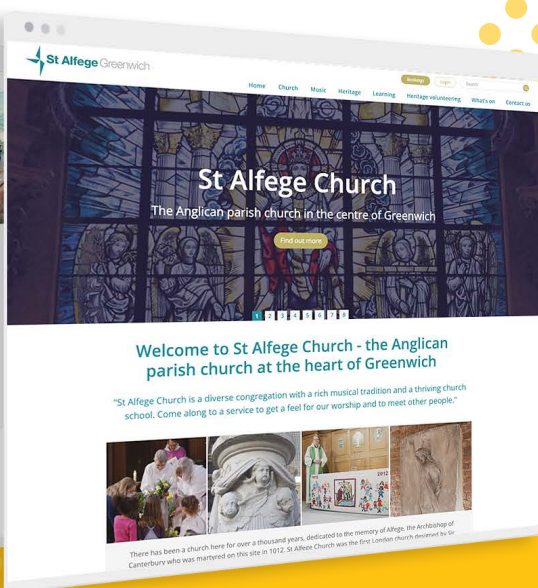 St Alfege Greenwich
Bookings Login Search
Home Church Music Heritage Learning Heritage volunteering What's on Contact us
St Alfege Church
The Anglican parish church in the centre of Greenwich
Find out more
1 2 3 4 5 6 7 8
Welcome to St Alfege Church - the Anglican
parish church at the heart of Greenwich
"St Alfege Church is a diverse congregation with a rich musical tradition and a thriving church
school. Come along to a service to get a feel for our worship and to meet other people."
There has been a church here for over a thousand years, dedicated to the memory of Alfege, the Archbishop of
Canterbury who was martyred on this site in 1012. St Alfege Church was the first London church designed by Sir